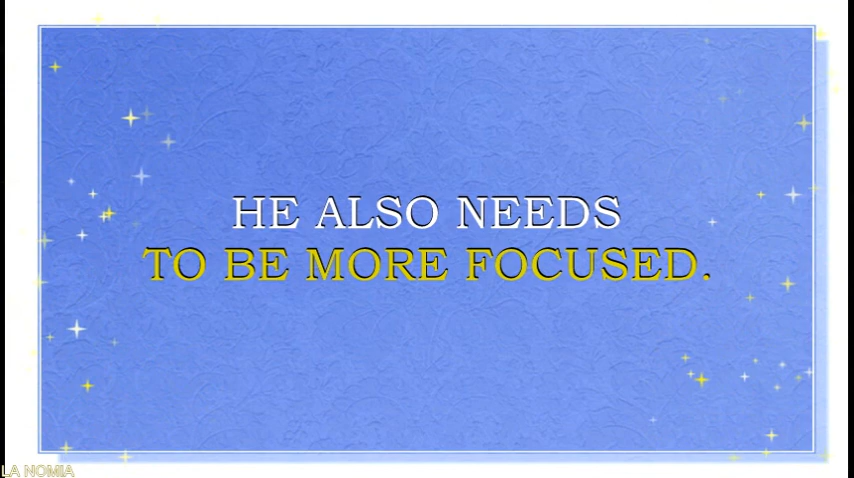 HE ALSO NEEDS
TO BE MORE FOCUSED.
LA NOMIA